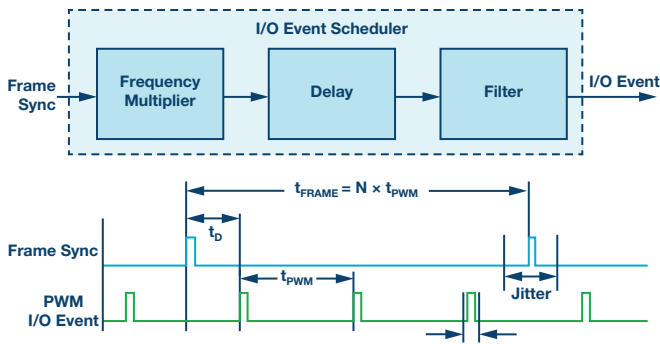 I/O Event Scheduler
Frame
Sync
Frequency
Multiplier
Delay
Filter
I/O Event
tFRAME = N × tPWM
tD
Frame Sync
tPWM
Jitter
PWM
I/O Event